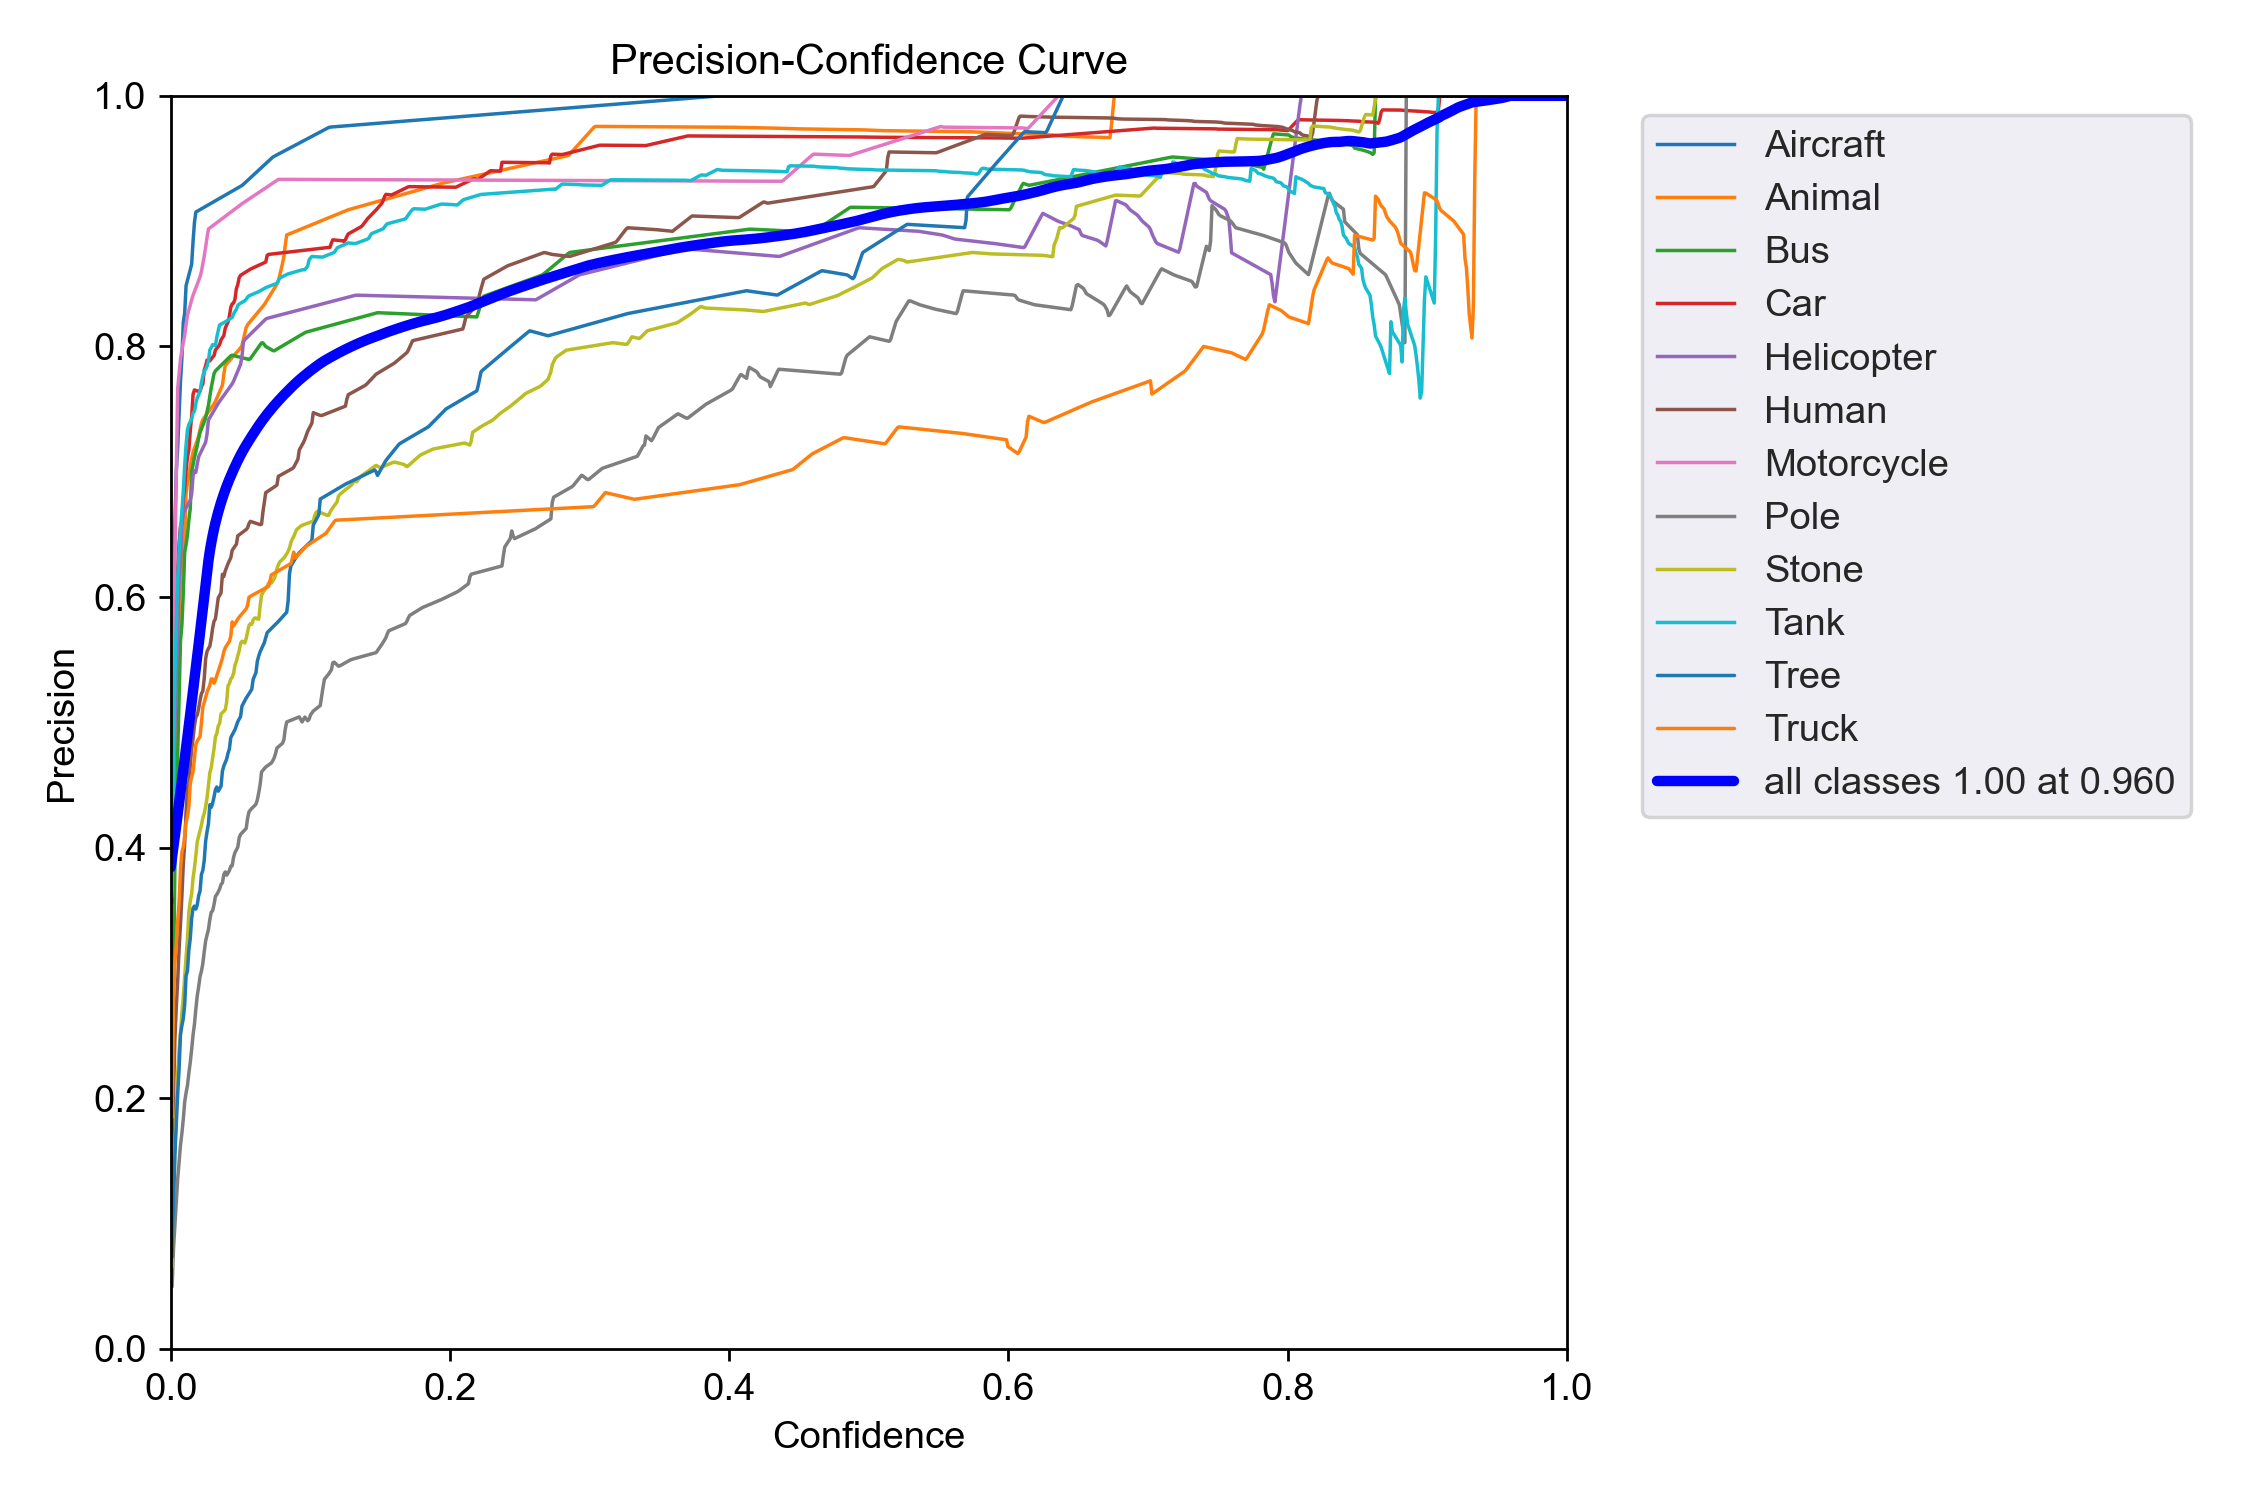 Precision-Confidence Curve
1.0
0.8
0.6
0.4
0.2
0.0
Precision
0.0 0.2 0.4 0.6 0.8 1.0
Confidence
Aircraft
Animal
Bus
Car
Helicopter
Human
Motorcycle
Pole
Stone
Tank
Tree
Truck
all classes 1.00 at 0.960